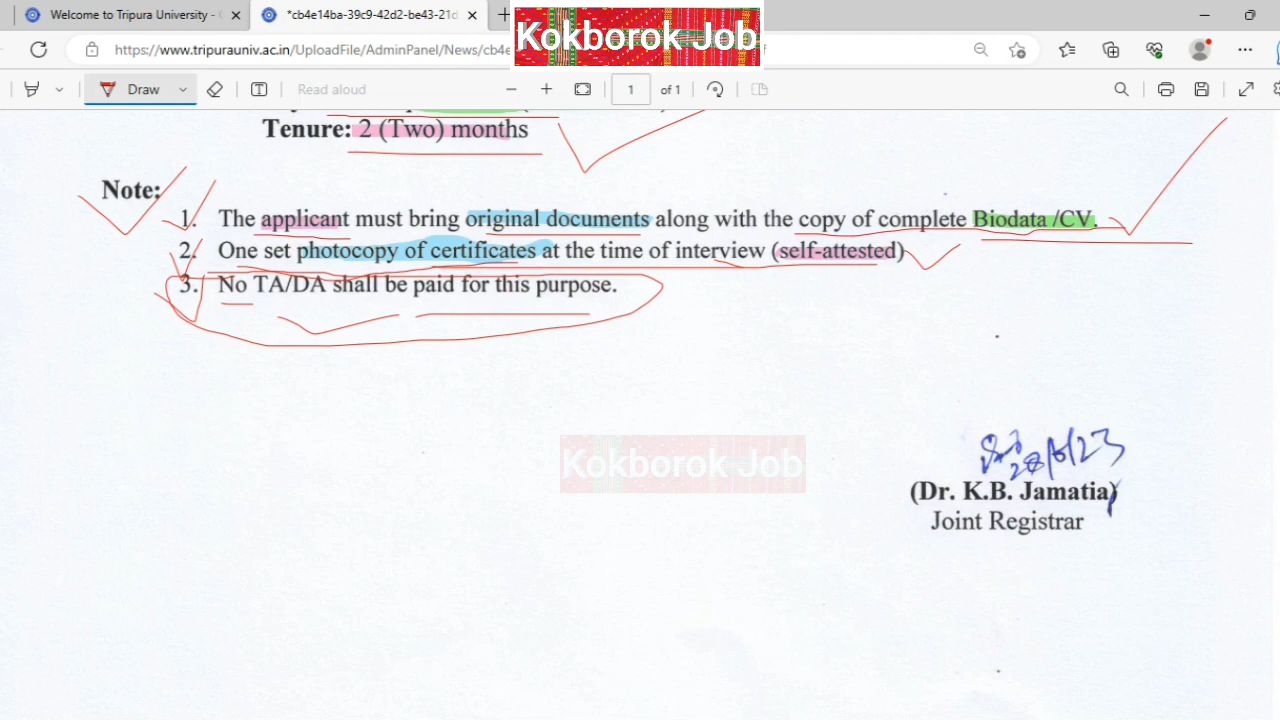 Welcome to Tripura University -
*cb4e14ba-39c9-42d2-be43-21d
Kokborok Job
https://www.tripurauniv.ac.in/UploadFile/AdminPanel/News/cb4e
Draw
Read aloud
1 of 1
Tenure: 2 (Two) months
Note:
1. The applicant must bring original documents along with the copy of complete Biodata /CV.
2. One set photocopy of certificates at the time of interview (self-attested)
3. No TA/DA shall be paid for this purpose.
Kokborok Job
(Dr. K.B. Jamatia)
Joint Registrar